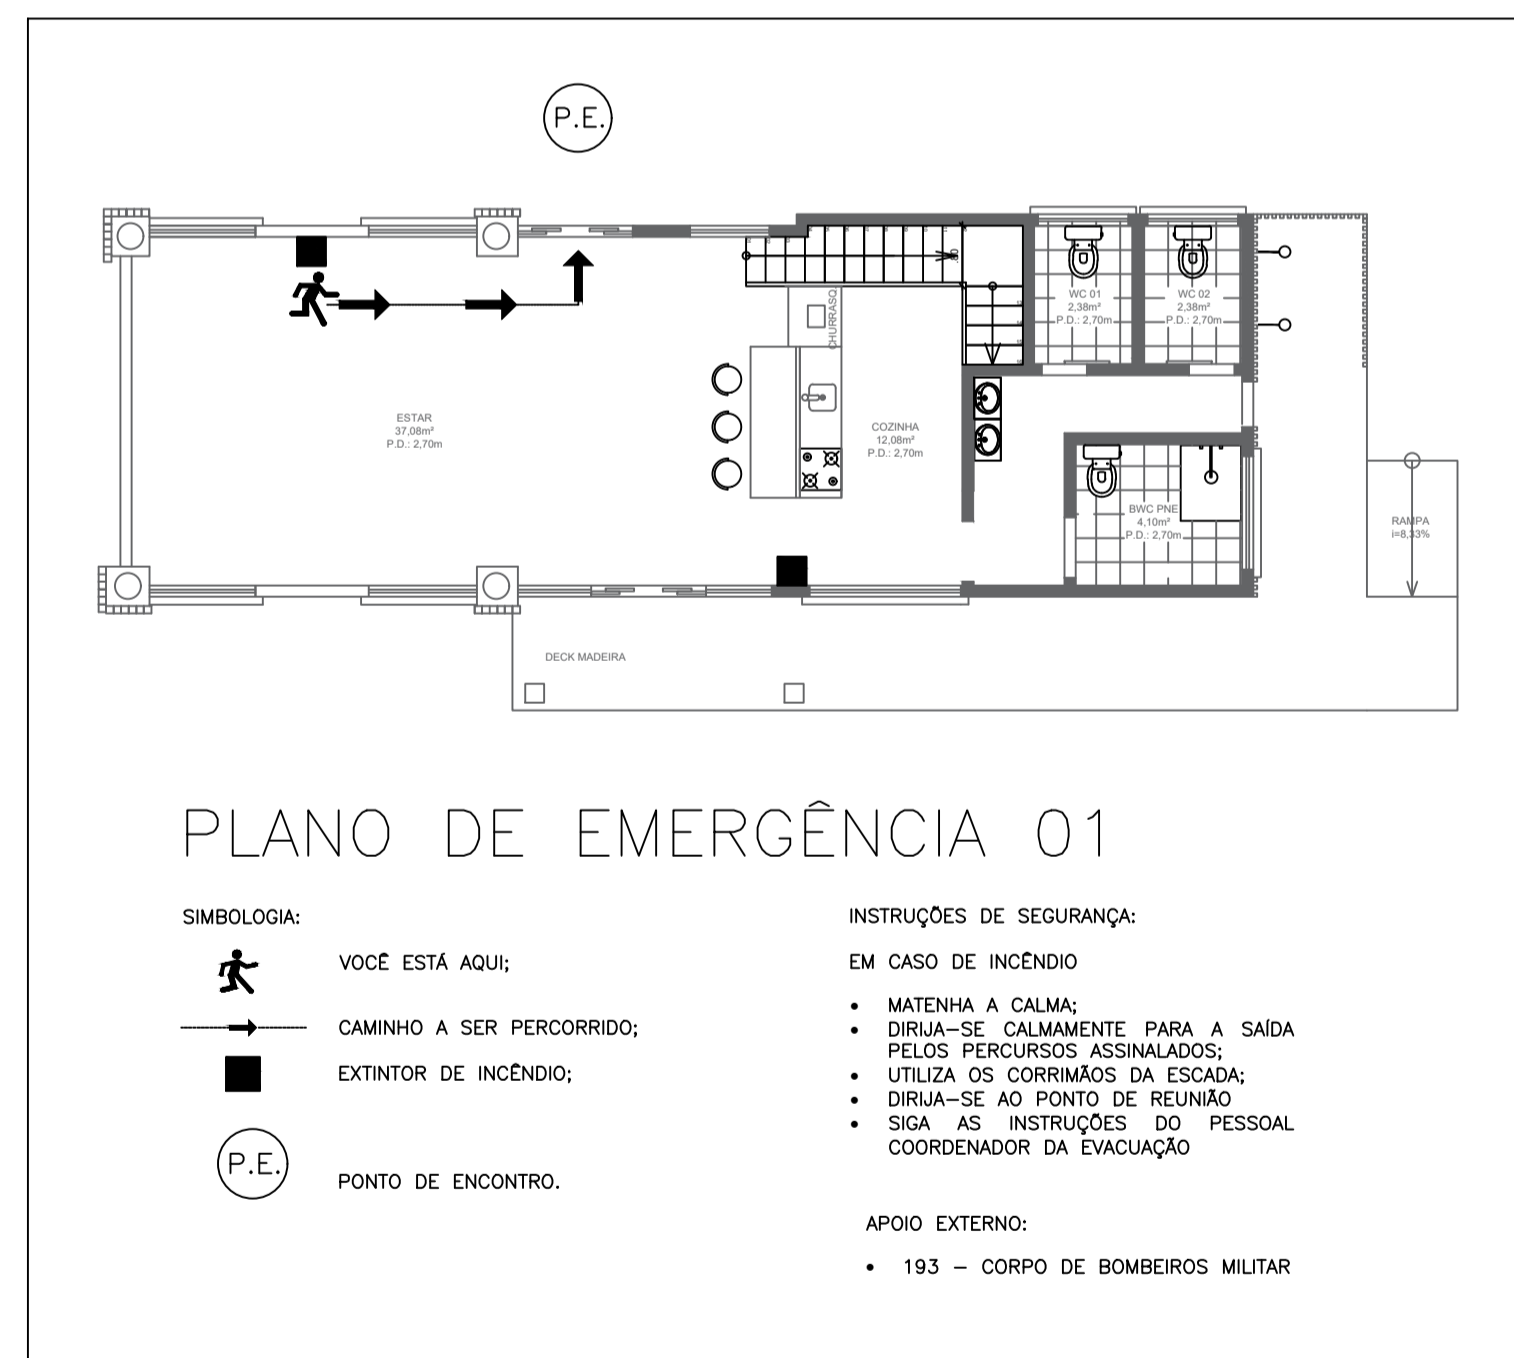 P.E.
WC 01
2,38m²
P.D.: 2,70m
WC 02
2,38m²
P.D.: 2,70m
CHURRASQ.
ESTAR
37,08m²
P.D.: 2,70m
COZINHA
12,08m²
P.D.: 2,70m
BWC PNE
4,10m²
P.D.: 2,70m
RAMPA
i=8,33%
DECK MADEIRA
PLANO DE EMERGÊNCIA 01
SIMBOLOGIA:
VOCÊ ESTÁ AQUI;
CAMINHO A SER PERCORRIDO;
EXTINTOR DE INCÊNDIO;
P.E.
PONTO DE ENCONTRO.
INSTRUÇÕES DE SEGURANÇA:
EM CASO DE INCÊNDIO
• MATENHA A CALMA;
• DIRIJA-SE CALMAMENTE PARA A SAÍDA
PELOS PERCURSOS ASSINALADOS;
• UTILIZA OS CORRIMÃOS DA ESCADA;
• DIRIJA-SE AO PONTO DE REUNIÃO
• SIGA AS INSTRUÇÕES DO PESSOAL
COORDENADOR DA EVACUAÇÃO
APOIO EXTERNO:
• 193 – CORPO DE BOMBEIROS MILITAR